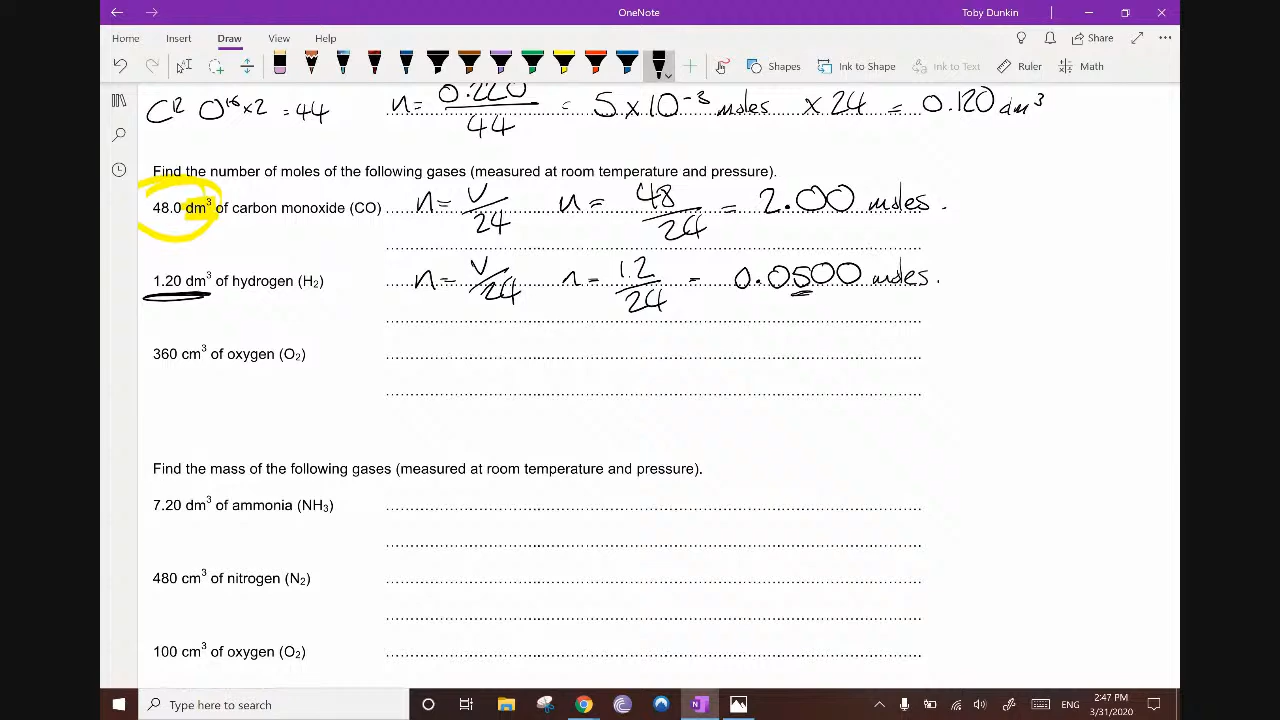 OneNote
Toby Dunkin
Home Insert Draw View Help
Share
Shapes Ink to Shape Ink to Text Ruler Math
C12 O16×2 = 44 n = 0.220/44 = 5 × 10⁻³ moles × 24 = 0.120 dm³
Find the number of moles of the following gases (measured at room temperature and pressure).
48.0 dm³ of carbon monoxide (CO) n = V/24 n = 48/24 = 2.00 moles.
1.20 dm³ of hydrogen (H₂) n = V/24 n = 1.2/24 = 0.0500 moles.
360 cm³ of oxygen (O₂)
Find the mass of the following gases (measured at room temperature and pressure).
7.20 dm³ of ammonia (NH₃)
480 cm³ of nitrogen (N₂)
100 cm³ of oxygen (O₂)
Type here to search
ENG
2:47 PM
3/31/2020